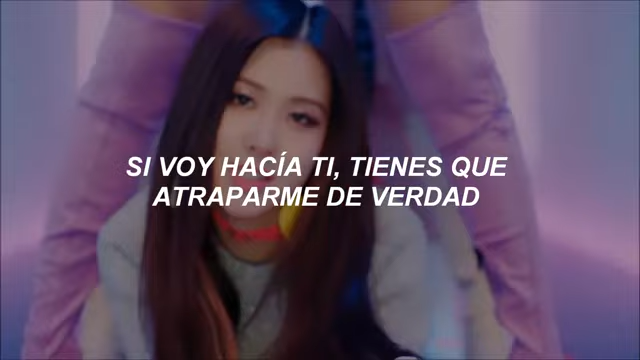 SI VOY HACÍA TI, TIENES QUE
ATRAPARME DE VERDAD